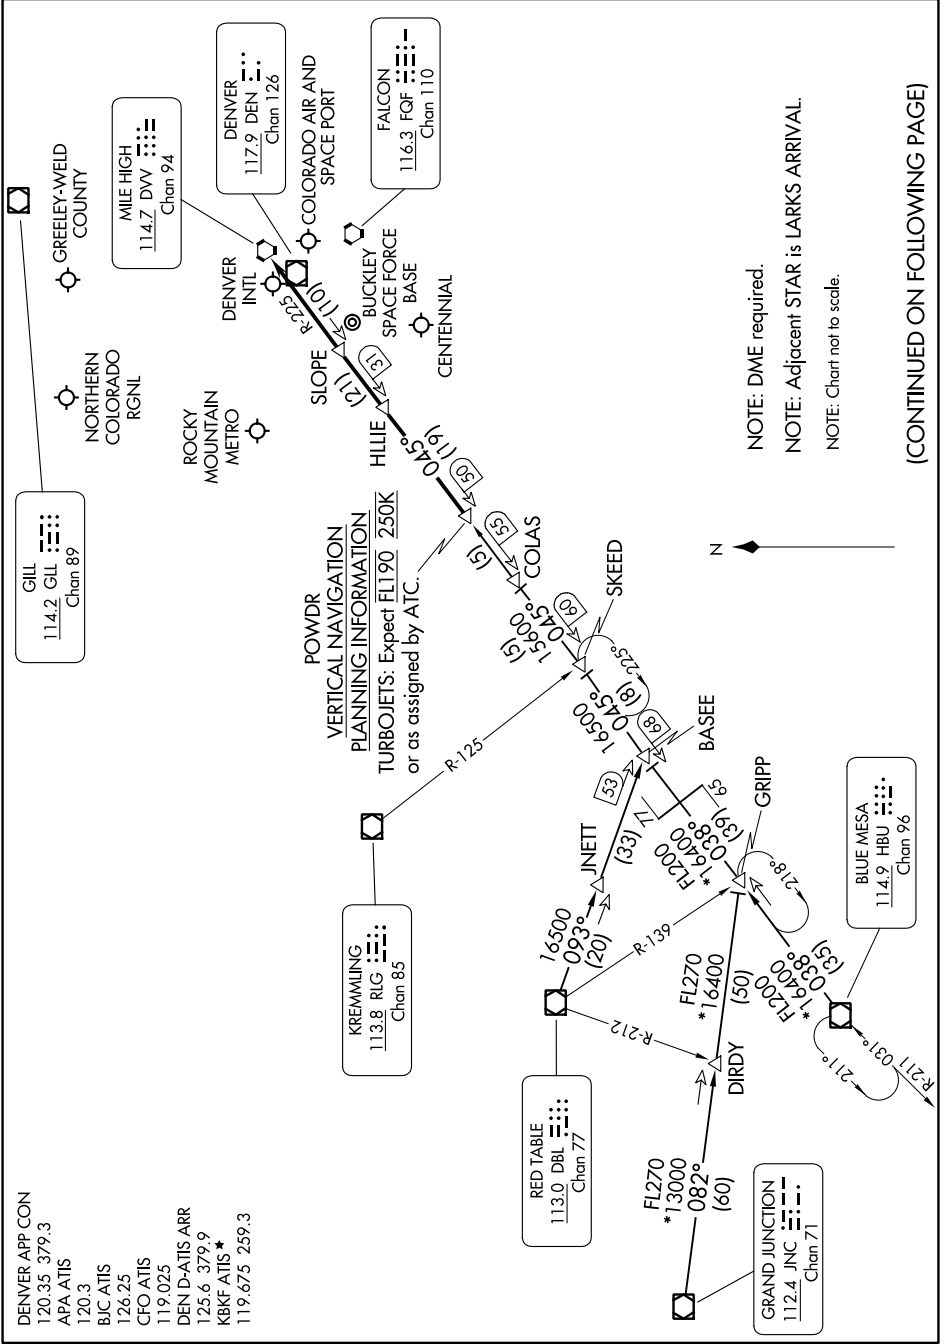 DENVER APP CON
120.35 379.3
APA ATIS
120.3
BJC ATIS
126.25
CFO ATIS
119.025
DEN D-ATIS ARR
125.6 379.9
KBKF ATIS ★
119.675 259.3
GILL
114.2 GLL
Chan 89
NORTHERN
COLORADO
RGNL
GREELEY-WELD
COUNTY
ROCKY
MOUNTAIN
METRO
MILE HIGH
114.7 DVV
Chan 94
DENVER
INTL
DENVER
117.9 DEN
Chan 126
COLORADO AIR AND
SPACE PORT
FALCON
116.3 FQF
Chan 110
BUCKLEY
SPACE FORCE
BASE
CENTENNIAL
R-225
(10)
SLOPE
31
(21)
HLLIE
045°
(19)
50
POWDR
VERTICAL NAVIGATION
PLANNING INFORMATION
TURBOJETS: Expect FL190 250K
or as assigned by ATC.
(5)
55
COLAS
(5)
15600
045°
60
SKEED
225°
KREMMLING
113.8 RLG
Chan 85
R-125
16500
045°
(8)
68
BASEE
53
JNETT
(33)
77
65
16500
093°
(20)
RED TABLE
113.0 DBL
Chan 77
R-139
R-212
FL200
*16400
038°
(39)
GRIPP
218°
FL270
*16400
(50)
DIRDY
FL200
*16400
038°
(35)
BLUE MESA
114.9 HBU
Chan 96
211°
031°
R-211
FL270
*13000
082°
(60)
GRAND JUNCTION
112.4 JNC
Chan 71
N
NOTE: DME required.
NOTE: Adjacent STAR is LARKS ARRIVAL.
NOTE: Chart not to scale.
(CONTINUED ON FOLLOWING PAGE)